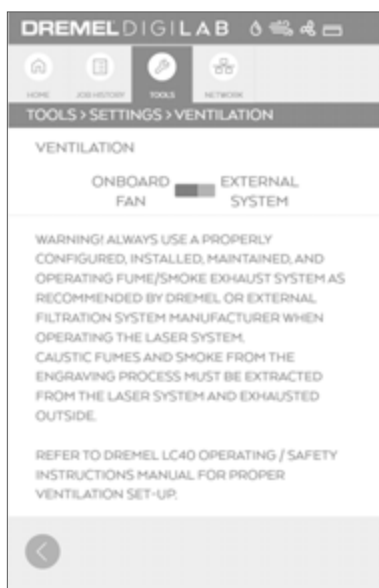 DREMEL DIGILAB
HOME JOB HISTORY TOOLS NETWORK
TOOLS > SETTINGS > VENTILATION
VENTILATION
ONBOARD FAN EXTERNAL SYSTEM
WARNING! ALWAYS USE A PROPERLY
CONFIGURED, INSTALLED, MAINTAINED, AND
OPERATING FUME/SMOKE EXHAUST SYSTEM AS
RECOMMENDED BY DREMEL OR EXTERNAL
FILTRATION SYSTEM MANUFACTURER WHEN
OPERATING THE LASER SYSTEM.
CAUSTIC FUMES AND SMOKE FROM THE
ENGRAVING PROCESS MUST BE EXTRACTED
FROM THE LASER SYSTEM AND EXHAUSTED
OUTSIDE.
REFER TO DREMEL LC40 OPERATING / SAFETY
INSTRUCTIONS MANUAL FOR PROPER
VENTILATION SET-UP.